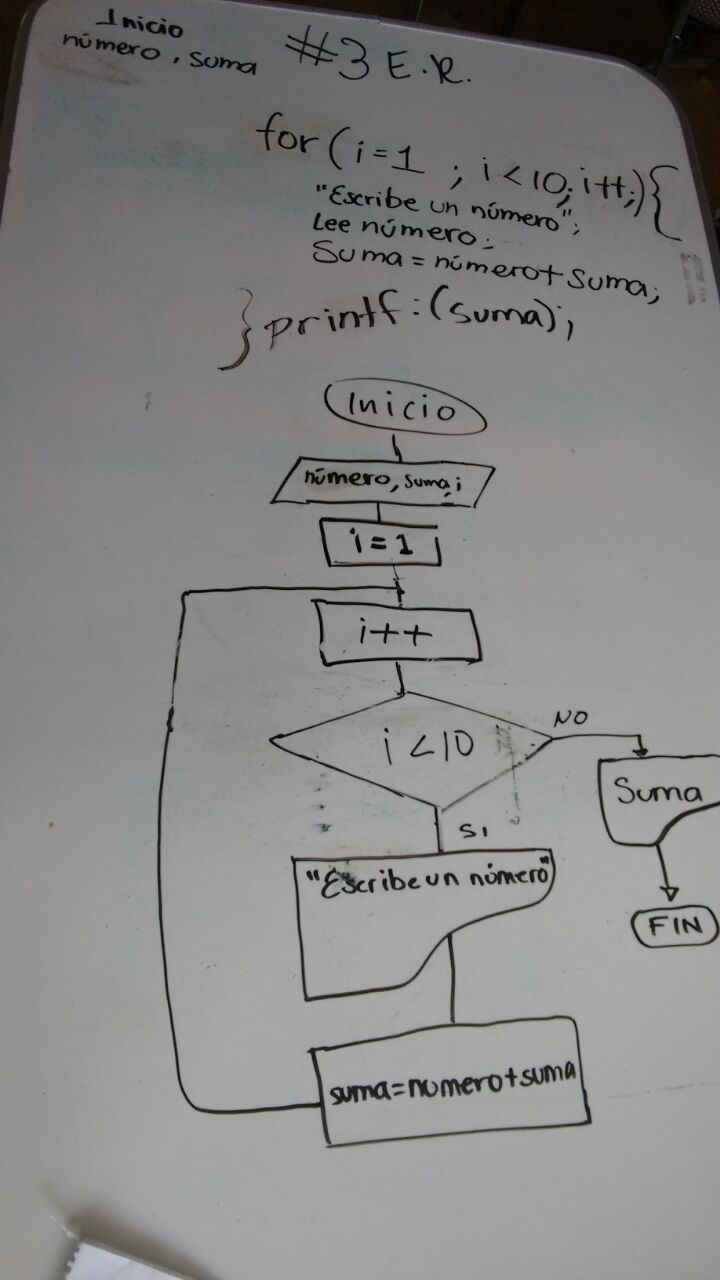 Inicio
número, suma
#3 E.R.
for (i=1 ; i<10; i++;){
"Escribe un número";
Lee número;
Suma = número + Suma;
} printf:(suma);
Inicio
número, suma, i
i=1
i++
i<10
NO
Suma
FIN
SI
"Escribe un número"
suma=número+suma